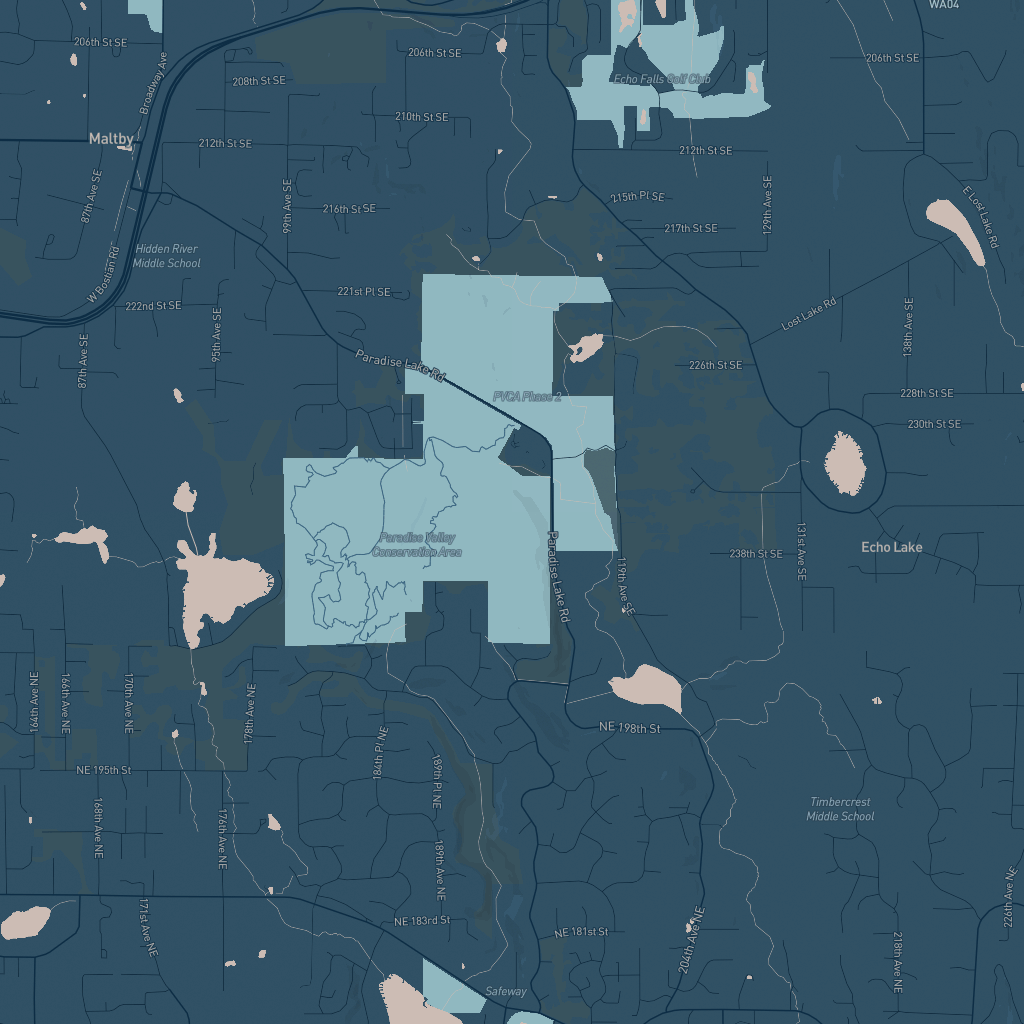 WA04
206th St SE
206th St SE
206th St SE
Broadway Ave
208th St SE
Echo Falls Golf Club
210th St SE
Maltby
212th St SE
212th St SE
87th Ave SE
99th Ave SE
215th Pl SE
129th Ave SE
216th St SE
217th St SE
E Lost Lake Rd
Hidden River
Middle School
W Bostian Rd
221st Pl SE
222nd St SE
Lost Lake Rd
95th Ave SE
87th Ave SE
138th Ave SE
Paradise Lake Rd
226th St SE
PVCA Phase 2
228th St SE
230th St SE
Paradise Valley
Conservation Area
131st Ave SE
Echo Lake
238th St SE
Paradise Lake Rd
119th Ave SE
164th Ave NE
166th Ave NE
170th Ave NE
178th Ave NE
NE 198th St
184th Pl NE
NE 195th St
189th Pl NE
168th Ave NE
176th Ave NE
Timbercrest
Middle School
189th Ave NE
171st Ave NE
NE 183rd St
NE 181st St
204th Ave NE
218th Ave NE
226th Ave NE
Safeway